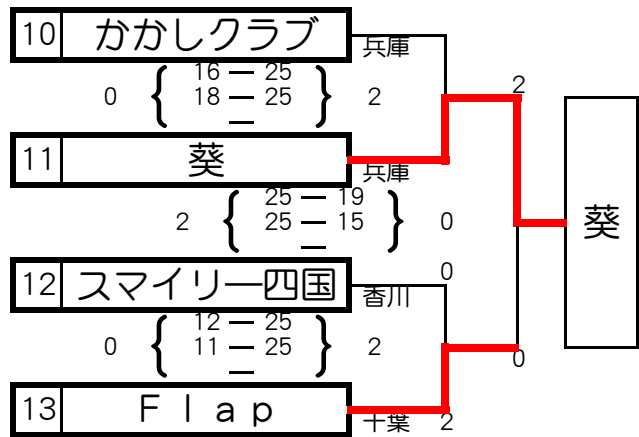 10 かかしクラブ 兵庫
16 — 25
0 { 18 — 25 } 2
—
2
11 葵 兵庫
25 — 19
2 { 25 — 15 } 0
—
葵
0
12 スマイリー四国 香川
12 — 25
0 { 11 — 25 } 2
—
0
13 Flap 千葉 2